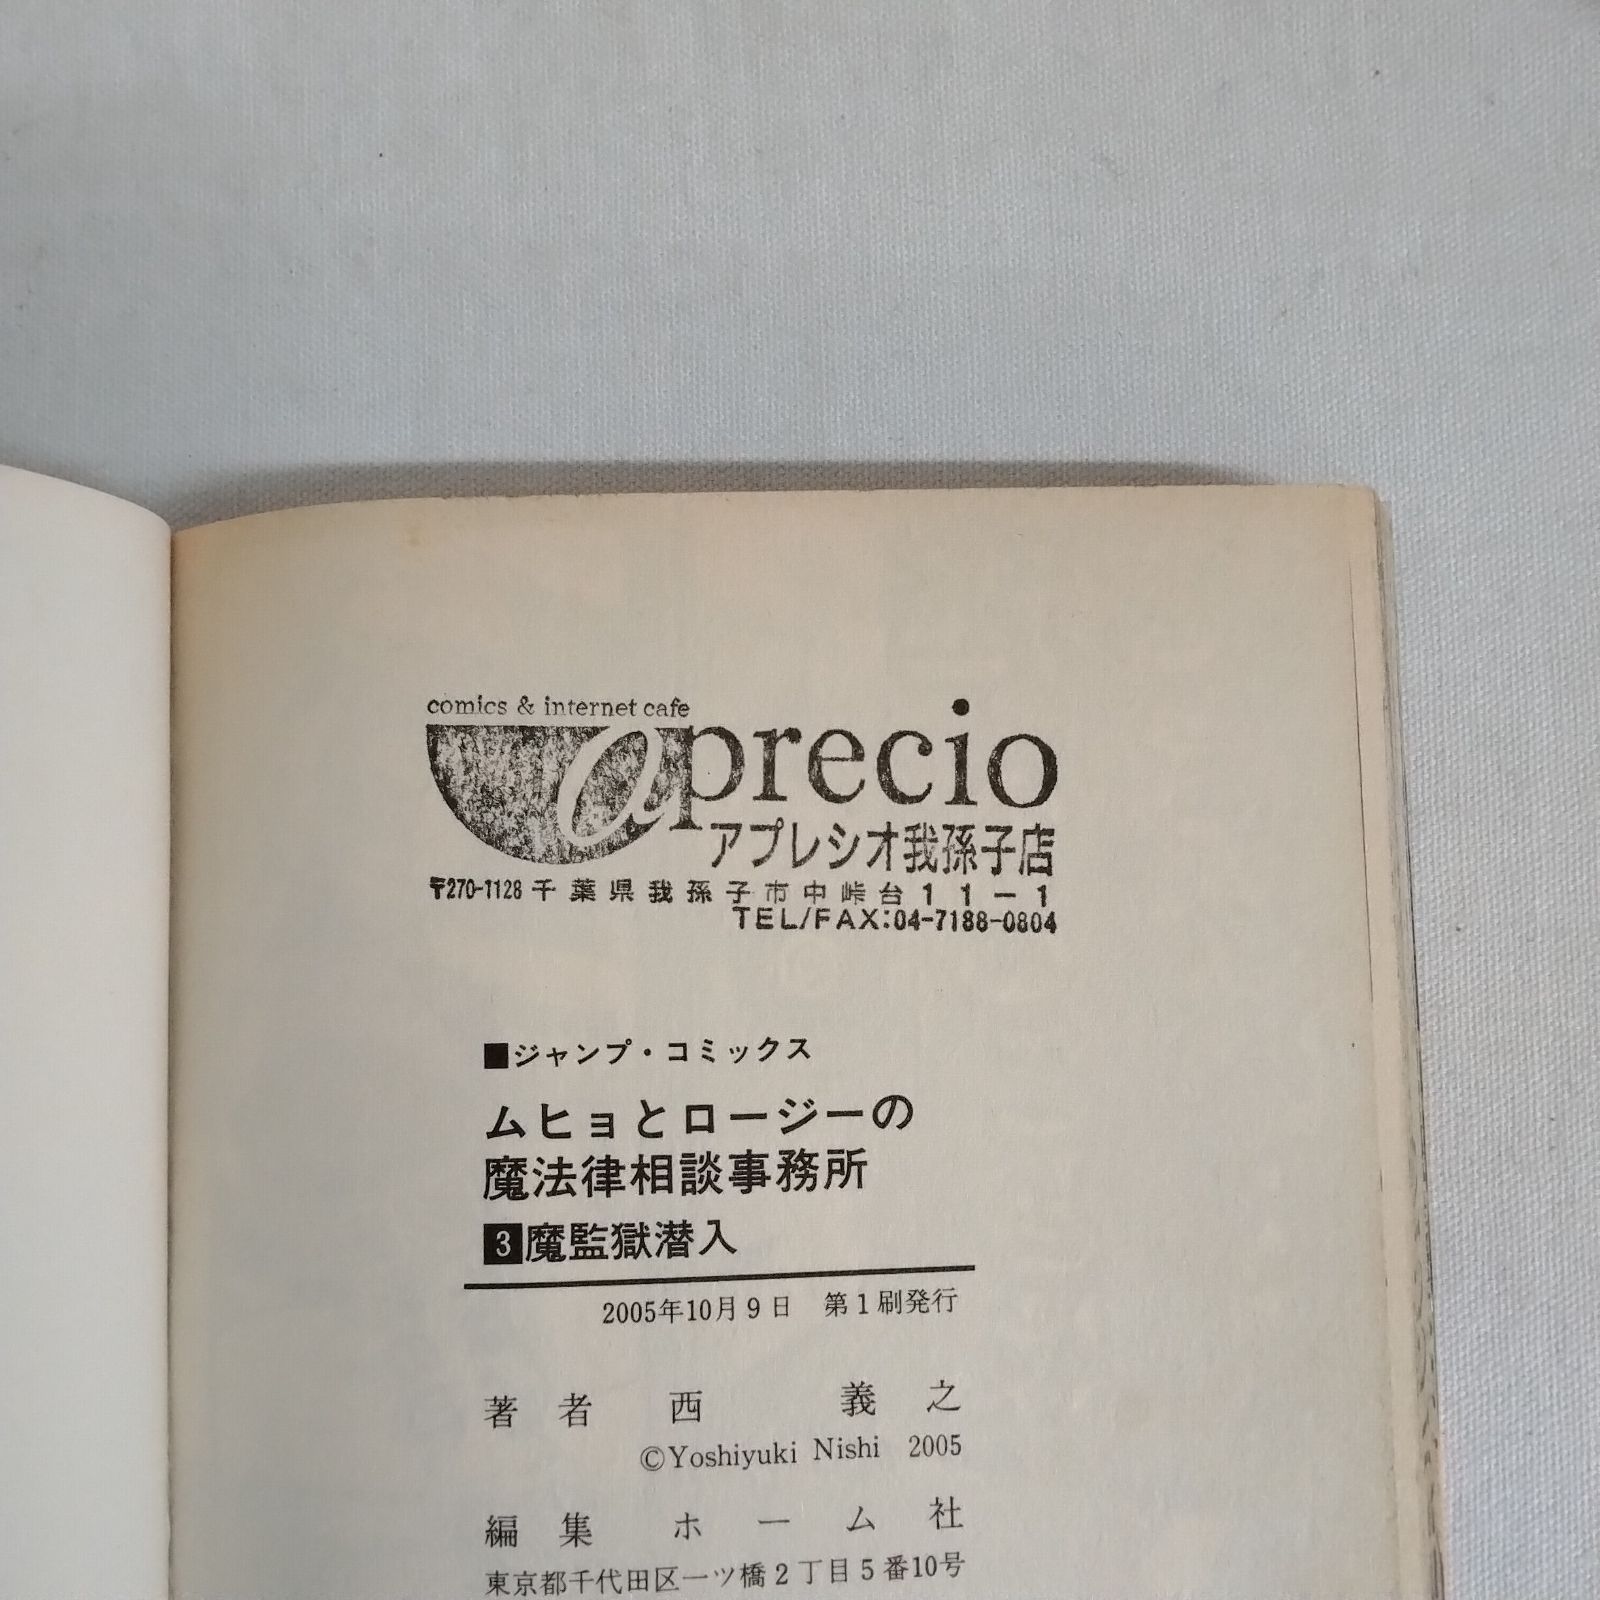 comics & internet cafe
aprecio
アプレシオ我孫子店
〒270-1128 千葉県我孫子市中峠台11-1
TEL/FAX:04-7188-0804
■ジャンプ・コミックス
ムヒョとロージーの
魔法律相談事務所
3魔監獄潜入
2005年10月9日 第1刷発行
著者 西 義之
©Yoshiyuki Nishi 2005
編集 ホーム社
東京都千代田区一ツ橋2丁目5番10号